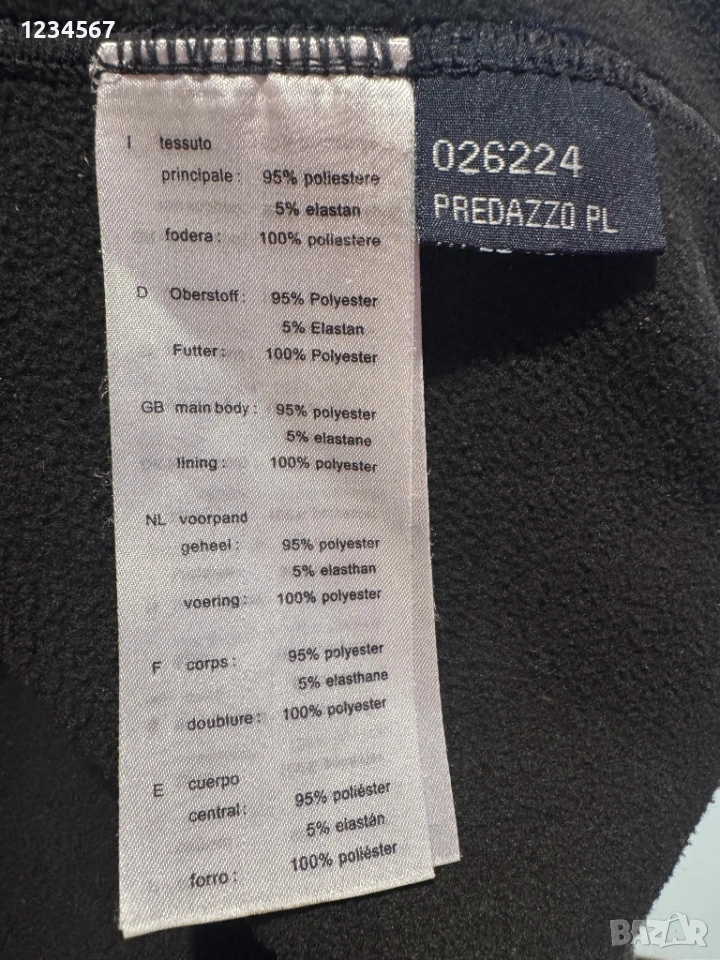 1234567
I tessuto
principale: 95% poliestere
5% elastan
fodera: 100% poliestere
D Oberstoff: 95% Polyester
5% Elastan
Futter: 100% Polyester
GB main body: 95% polyester
5% elastane
lining: 100% polyester
NL voorpand
geheel: 95% polyester
5% elasthan
voering: 100% polyester
F corps: 95% polyester
5% elasthane
doublure: 100% polyester
E cuerpo
central: 95% poliéster
5% elastán
forro: 100% poliéster
026224
PREDAZZO PL
BAZAR